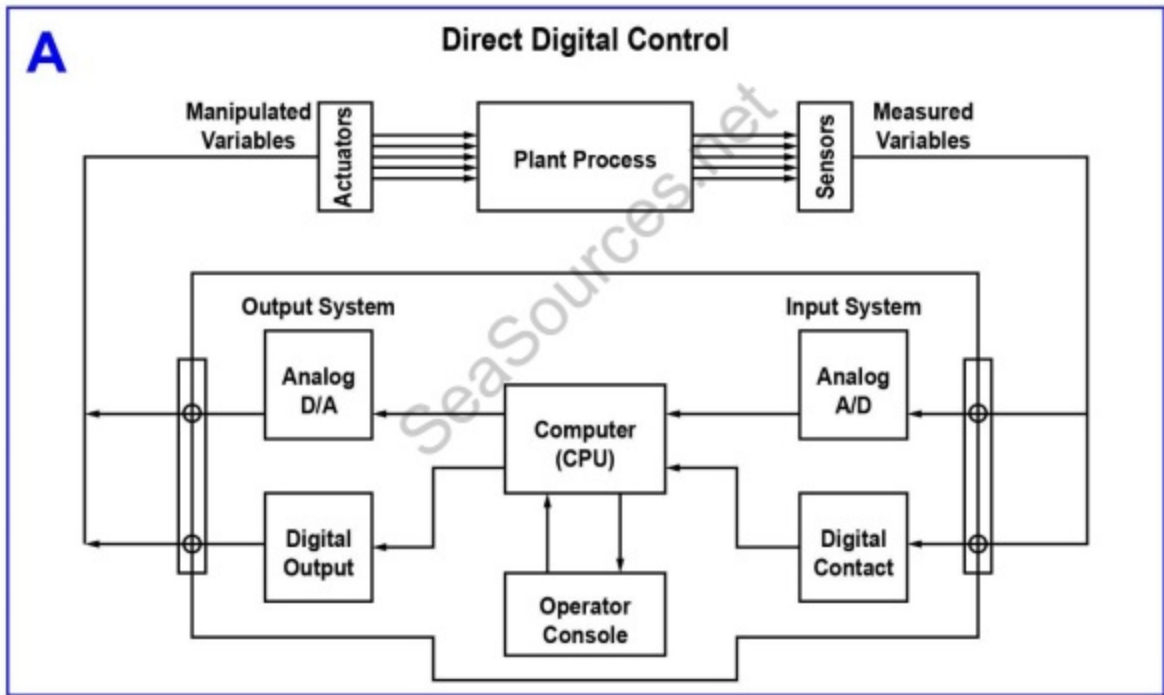 A
Direct Digital Control
Manipulated
Variables
Actuators
Plant Process
Sensors
Measured
Variables
Output System
Input System
Analog
D/A
Computer
(CPU)
Analog
A/D
Digital
Output
Operator
Console
Digital
Contact
SeaSources.net